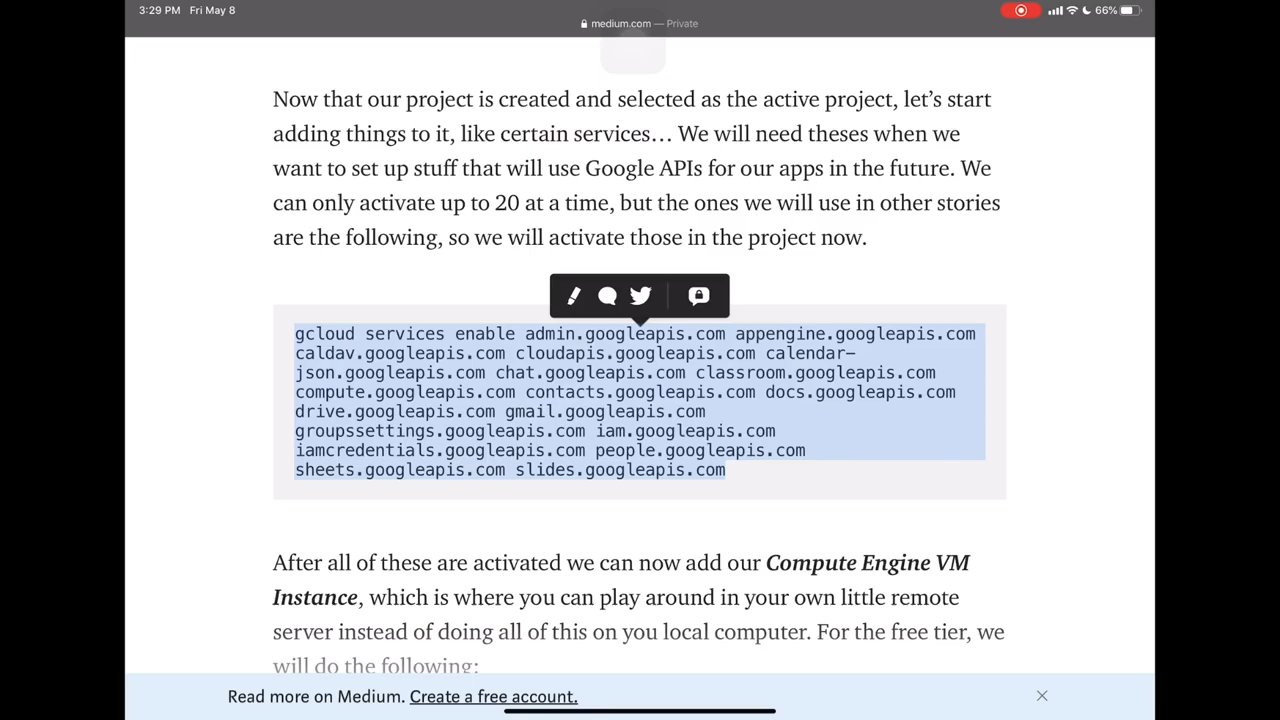 3:29 PM Fri May 8
66%
medium.com — Private
Now that our project is created and selected as the active project, let’s start
adding things to it, like certain services… We will need theses when we
want to set up stuff that will use Google APIs for our apps in the future. We
can only activate up to 20 at a time, but the ones we will use in other stories
are the following, so we will activate those in the project now.
gcloud services enable admin.googleapis.com appengine.googleapis.com
caldav.googleapis.com cloudapis.googleapis.com calendar-
json.googleapis.com chat.googleapis.com classroom.googleapis.com
compute.googleapis.com contacts.googleapis.com docs.googleapis.com
drive.googleapis.com gmail.googleapis.com
groupssettings.googleapis.com iam.googleapis.com
iamcredentials.googleapis.com people.googleapis.com
sheets.googleapis.com slides.googleapis.com
After all of these are activated we can now add our Compute Engine VM
Instance, which is where you can play around in your own little remote
server instead of doing all of this on you local computer. For the free tier, we
will do the following:
Read more on Medium. Create a free account.